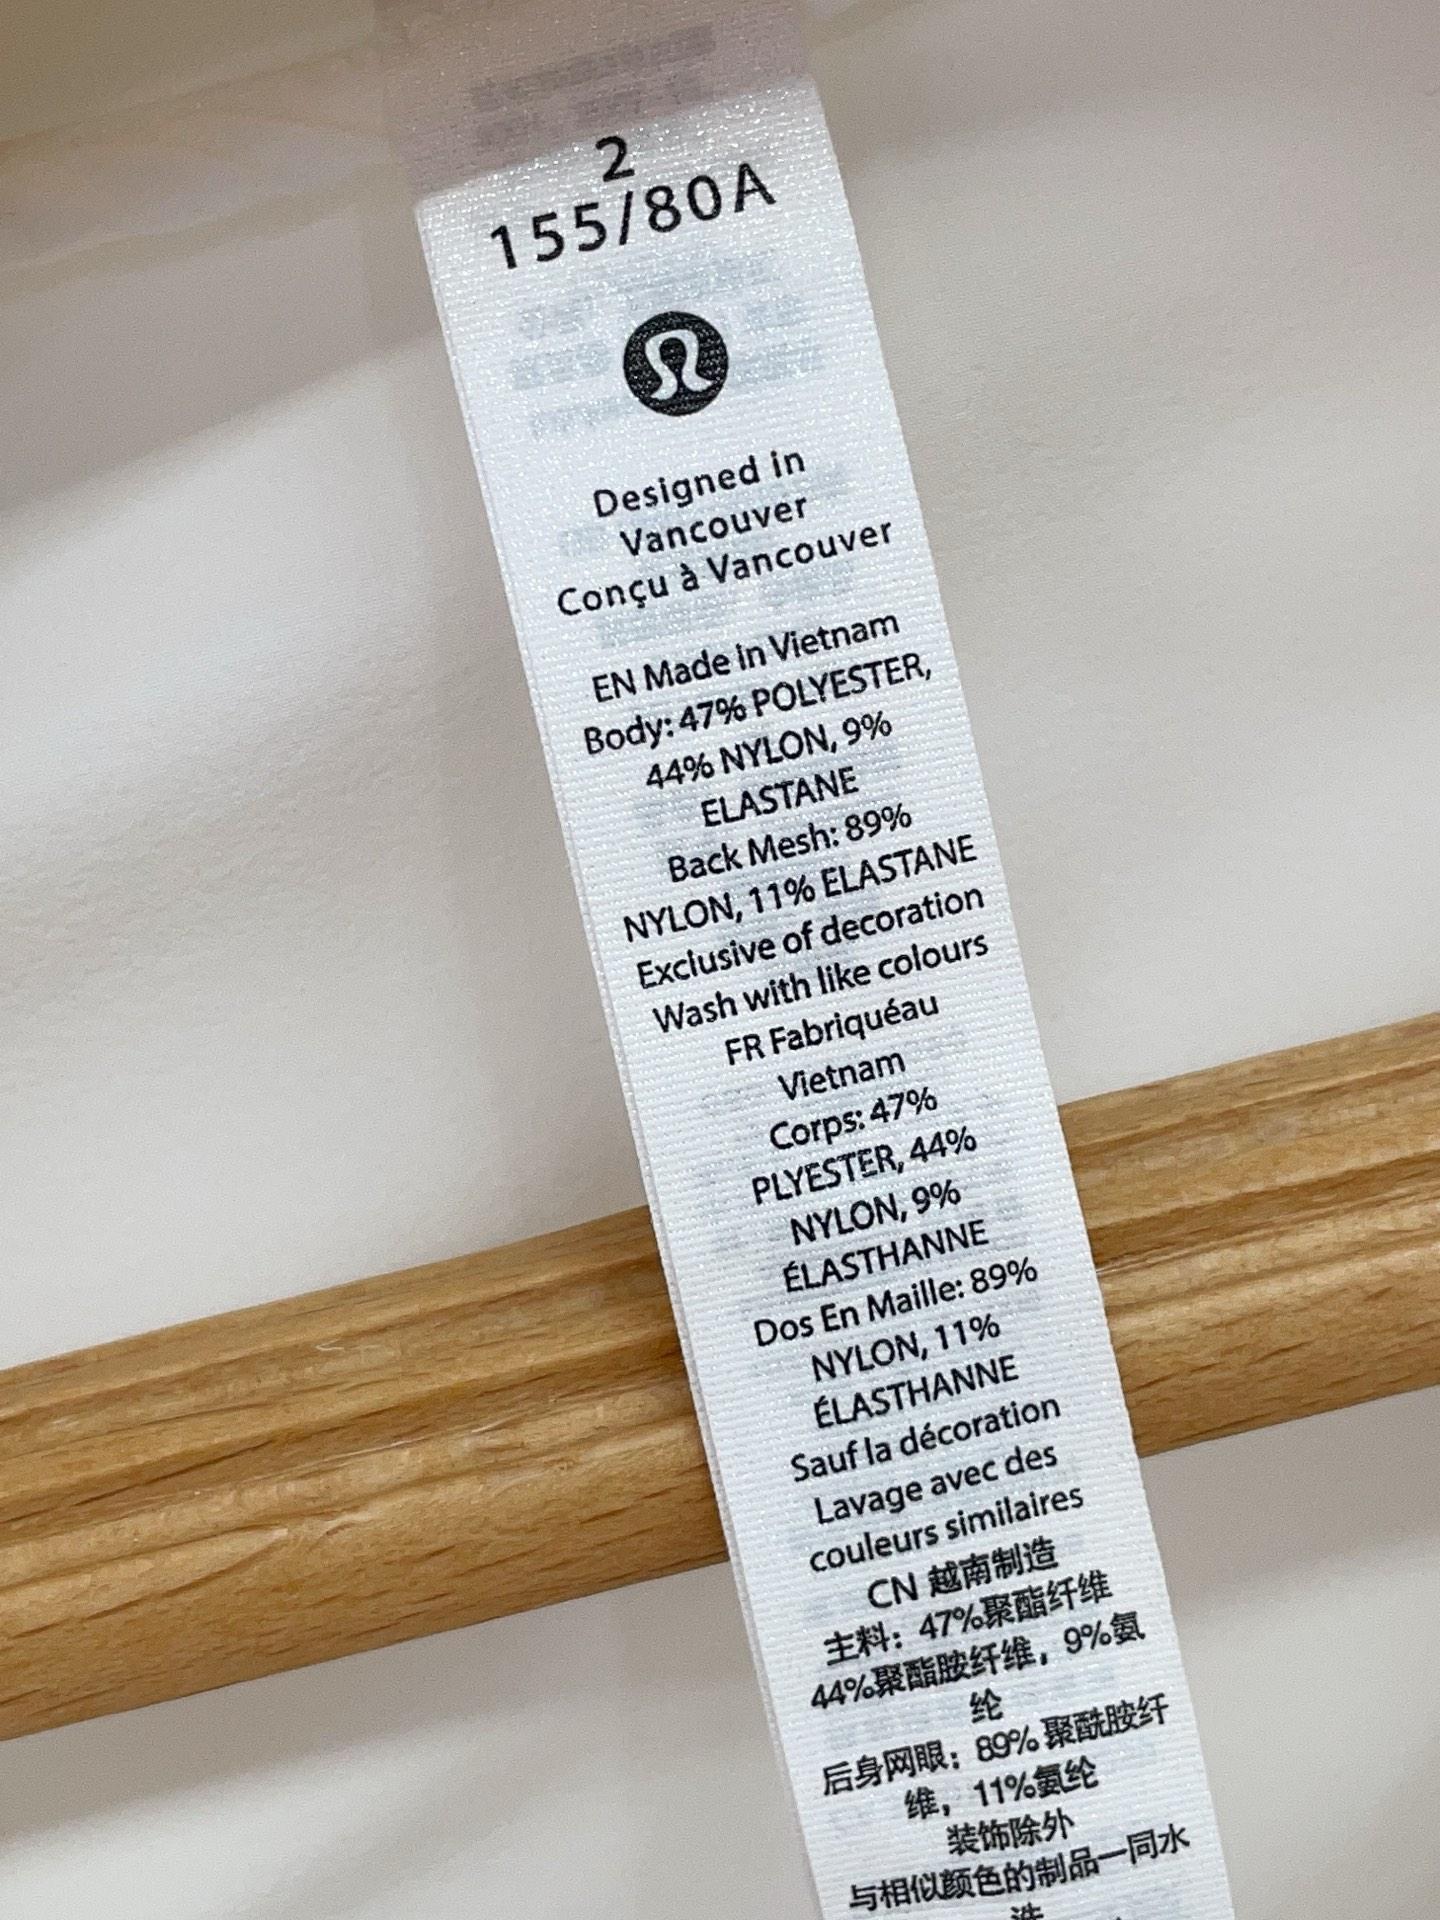 2
155/80A
Designed in
Vancouver
Conçu à Vancouver
EN Made in Vietnam
Body: 47% POLYESTER,
44% NYLON, 9%
ELASTANE
Back Mesh: 89%
NYLON, 11% ELASTANE
Exclusive of decoration
Wash with like colours
FR Fabriquéau
Vietnam
Corps: 47%
PLYESTER, 44%
NYLON, 9%
ÉLASTHANNE
Dos En Maille: 89%
NYLON, 11%
ÉLASTHANNE
Sauf la décoration
Lavage avec des
couleurs similaires
CN 越南制造
主料：47%聚酯纤维
44%聚酯胺纤维，9%氨
纶
后身网眼：89% 聚酰胺纤
维，11%氨纶
装饰除外
与相似颜色的制品一同水